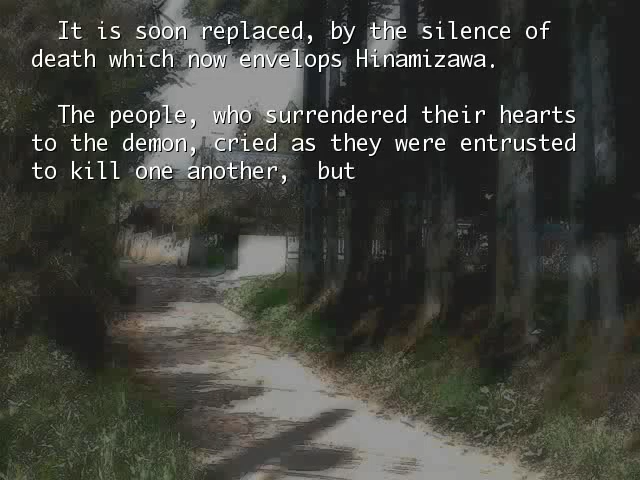 It is soon replaced, by the silence of
death which now envelops Hinamizawa.
The people, who surrendered their hearts
to the demon, cried as they were entrusted
to kill one another,  but